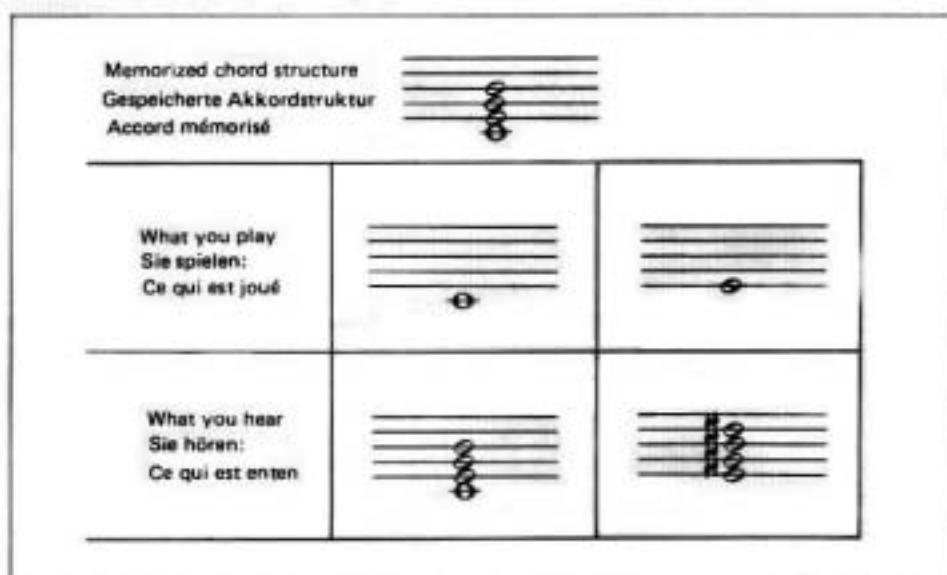 Memorized chord structure
Gespeicherte Akkordstruktur
Accord mémorisé
What you play
Sie spielen:
Ce qui est joué
What you hear
Sie hören:
Ce qui est enten